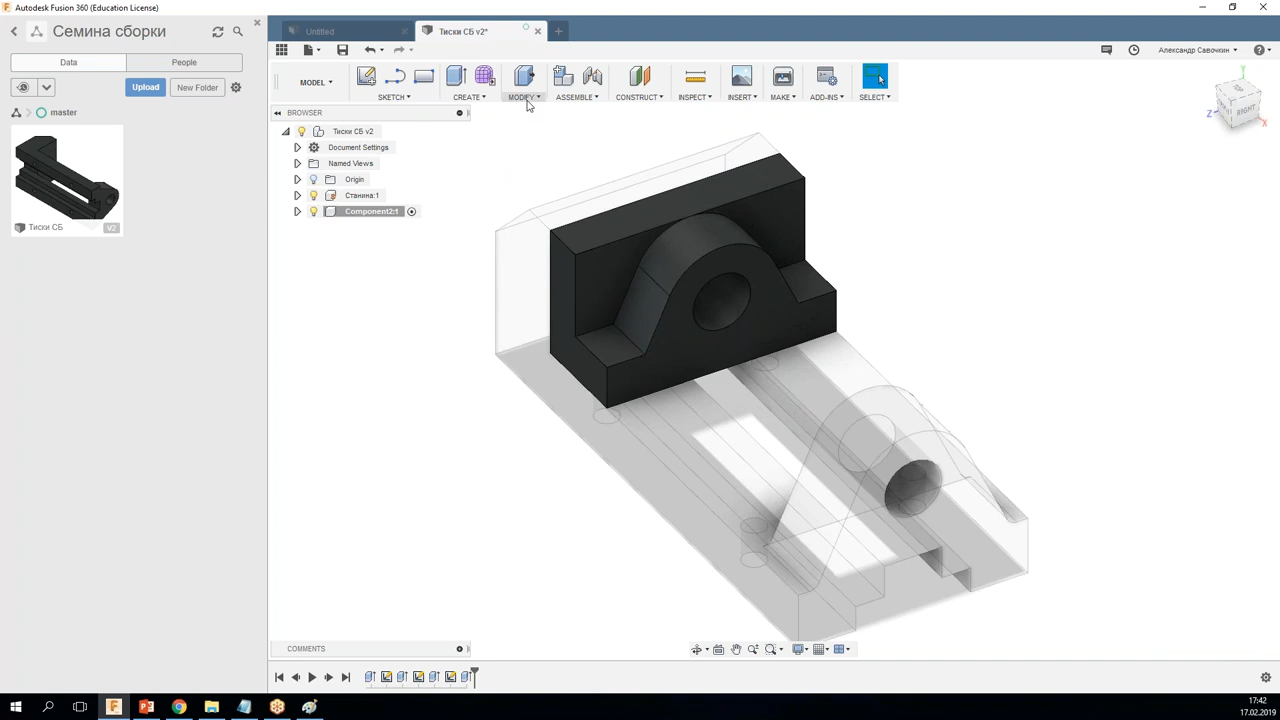 Autodesk Fusion 360 (Education License)
Семина сборки
Untitled
Тиски СБ v2*
Data
People
Александр Савочкин
Upload
New Folder
MODEL
SKETCH
CREATE
MODIFY
ASSEMBLE
CONSTRUCT
INSPECT
INSERT
MAKE
ADD-INS
SELECT
master
BROWSER
Тиски СБ v2
Document Settings
Named Views
Origin
Станина:1
Component2:1
Тиски СБ
V2
Y
Z
RIGHT
X
COMMENTS
17:42
17.02.2019